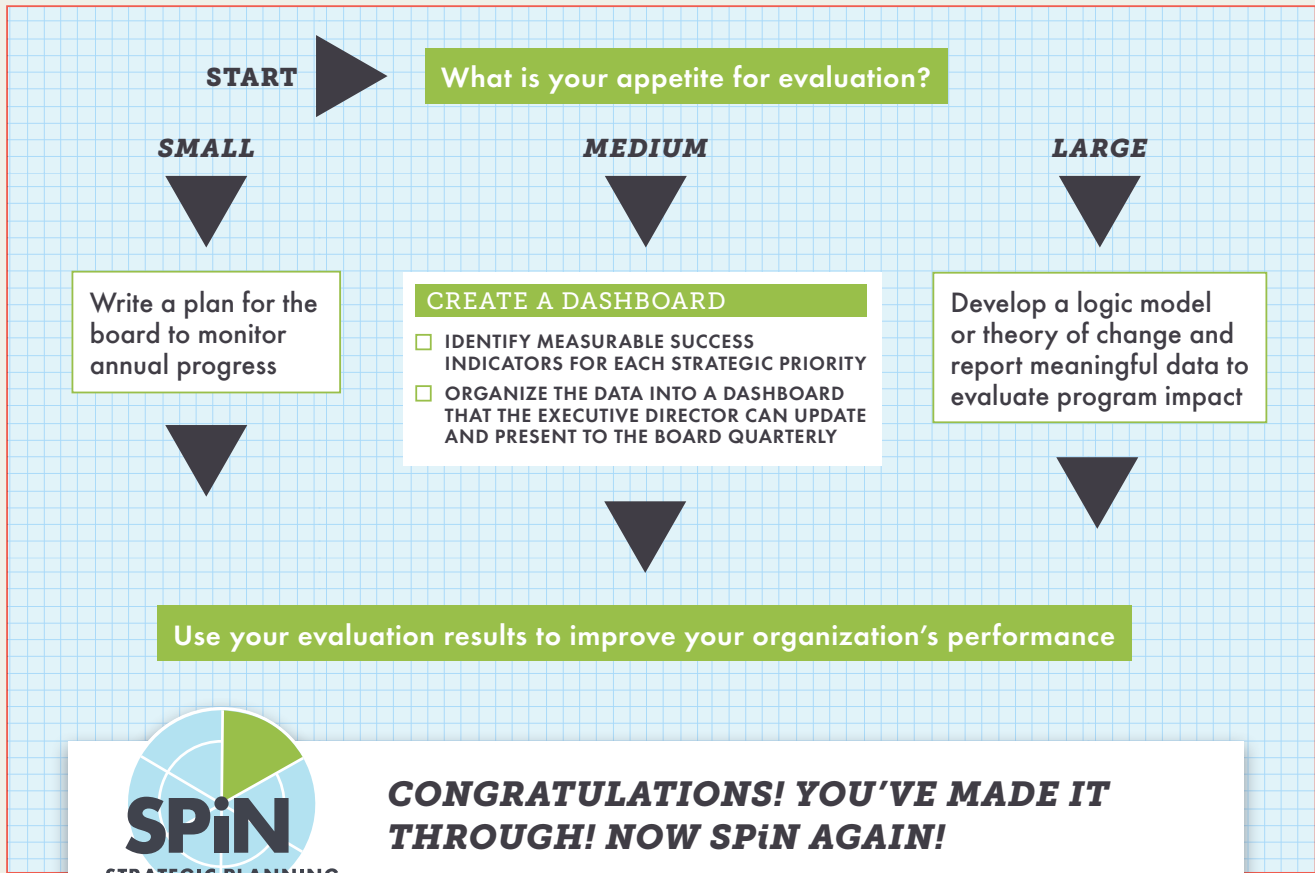 START
What is your appetite for evaluation?
SMALL
MEDIUM
LARGE
Write a plan for the
board to monitor
annual progress
CREATE A DASHBOARD
IDENTIFY MEASURABLE SUCCESS
INDICATORS FOR EACH STRATEGIC PRIORITY
ORGANIZE THE DATA INTO A DASHBOARD
THAT THE EXECUTIVE DIRECTOR CAN UPDATE
AND PRESENT TO THE BOARD QUARTERLY
Develop a logic model
or theory of change and
report meaningful data to
evaluate program impact
Use your evaluation results to improve your organization’s performance
SPiN
STRATEGIC PLANNING
CONGRATULATIONS! YOU’VE MADE IT
THROUGH! NOW SPiN AGAIN!